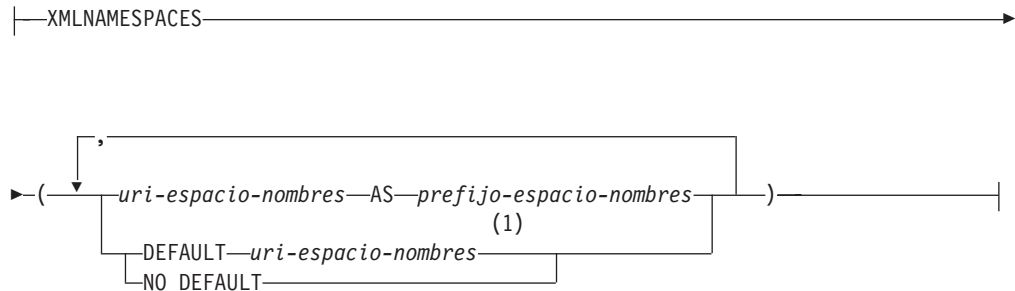 XMLNAMESPACES
,
( uri-espacio-nombres AS prefijo-espacio-nombres )
(1)
DEFAULT uri-espacio-nombres
NO DEFAULT